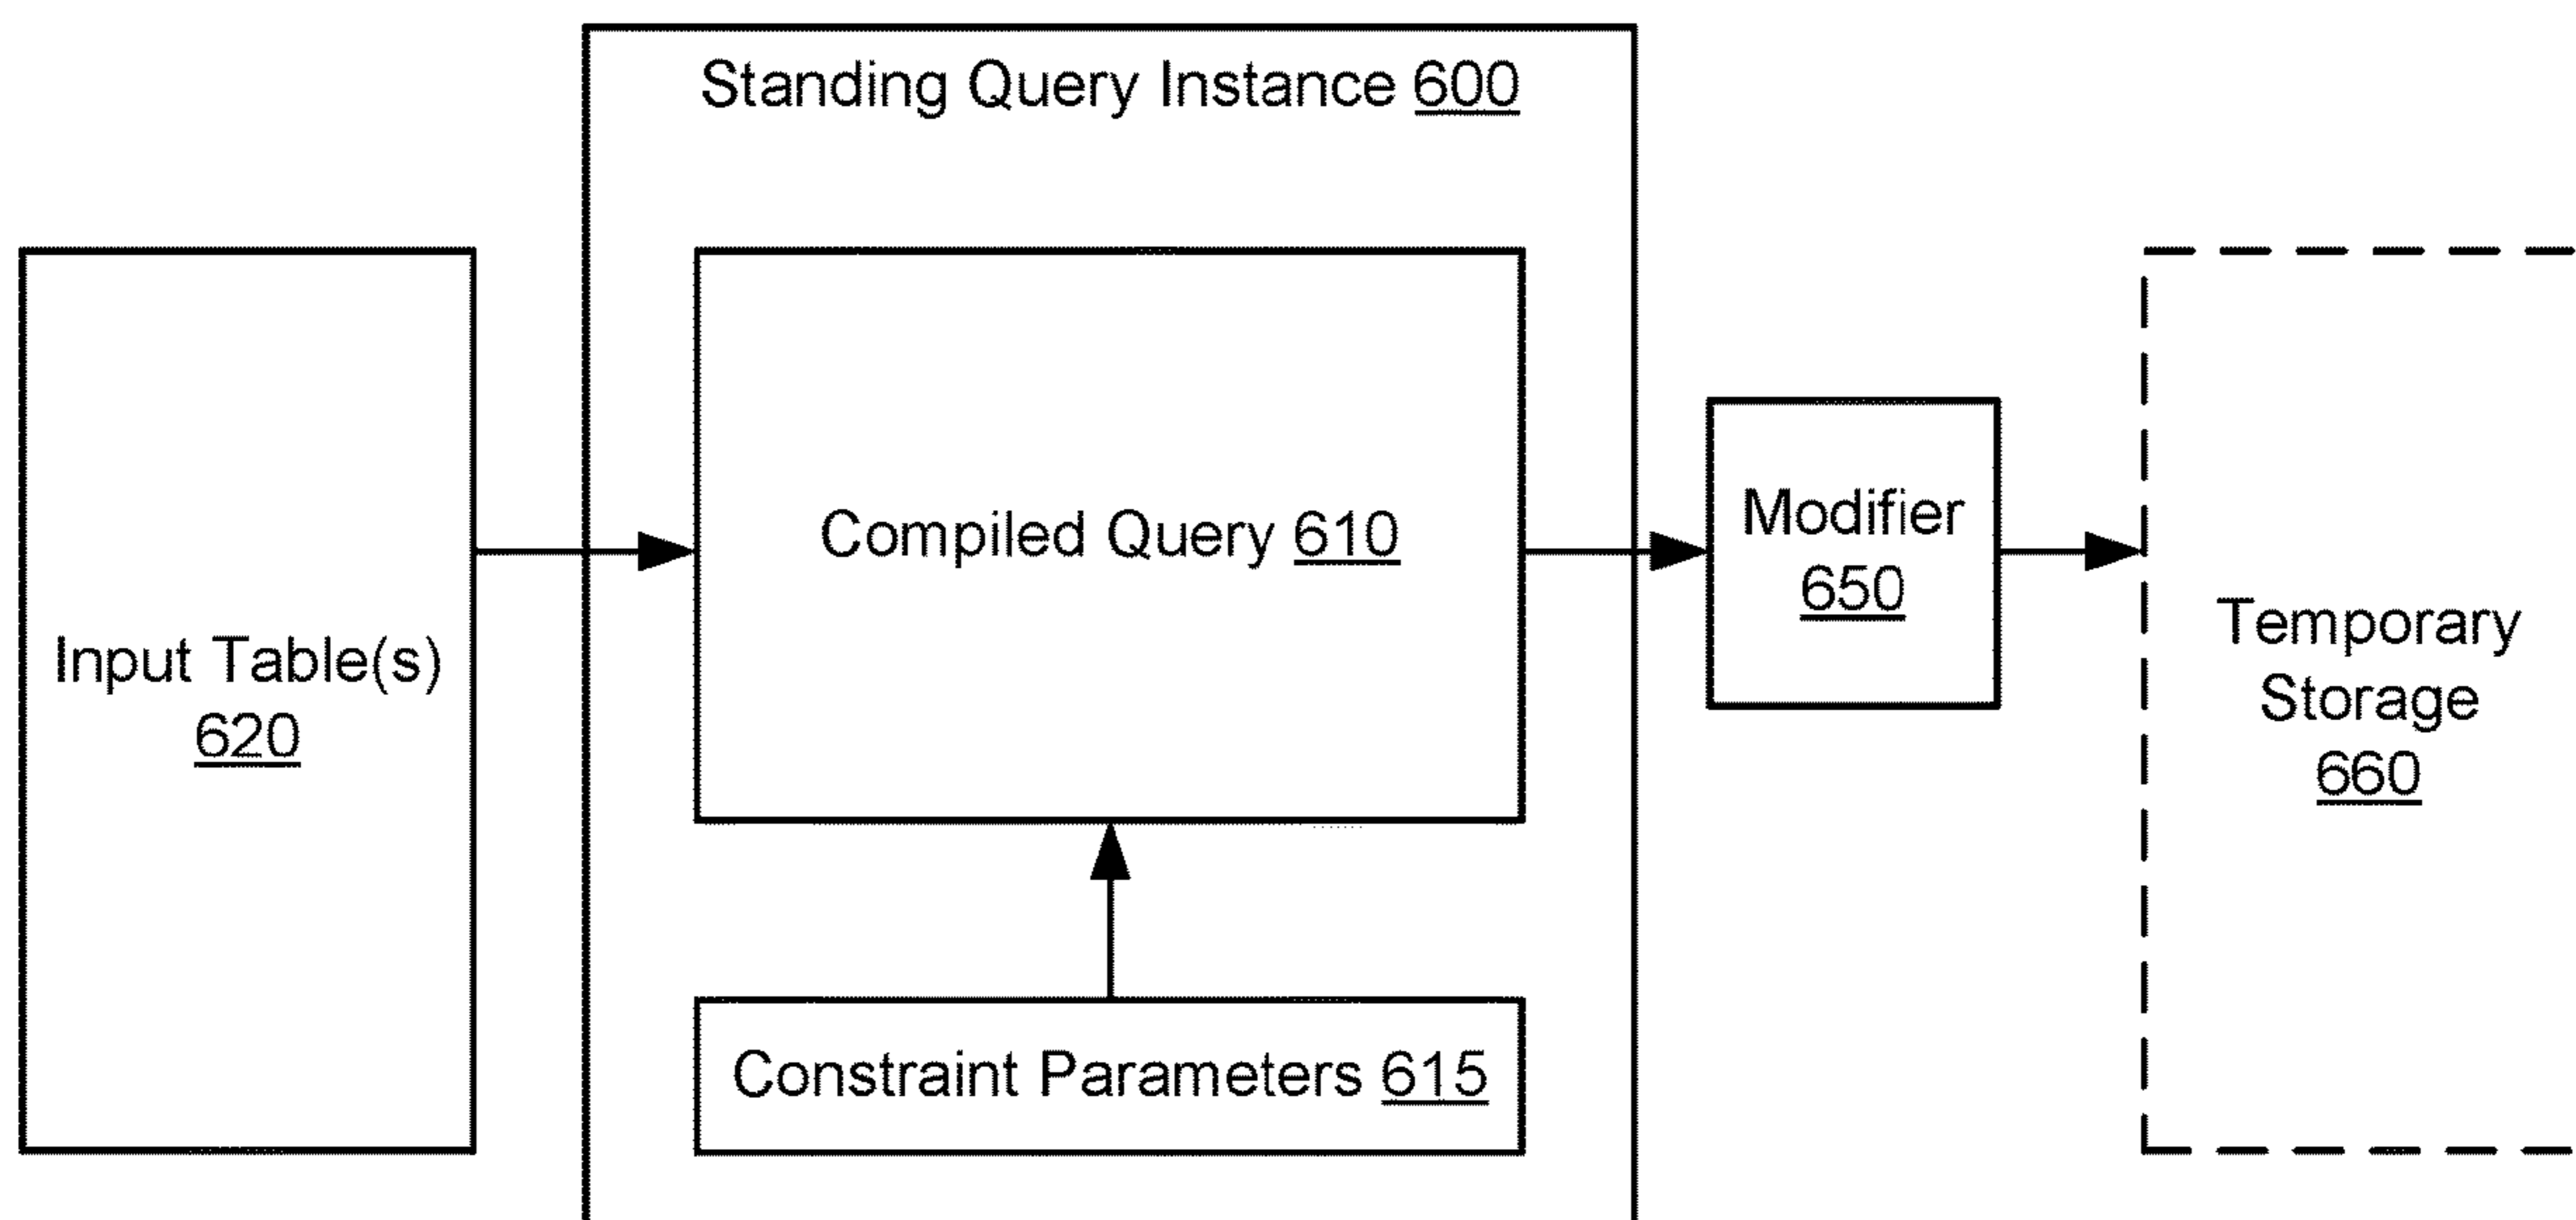 Standing Query Instance 600
Input Table(s)
620
Compiled Query 610
Constraint Parameters 615
Modifier
650
Temporary
Storage
660